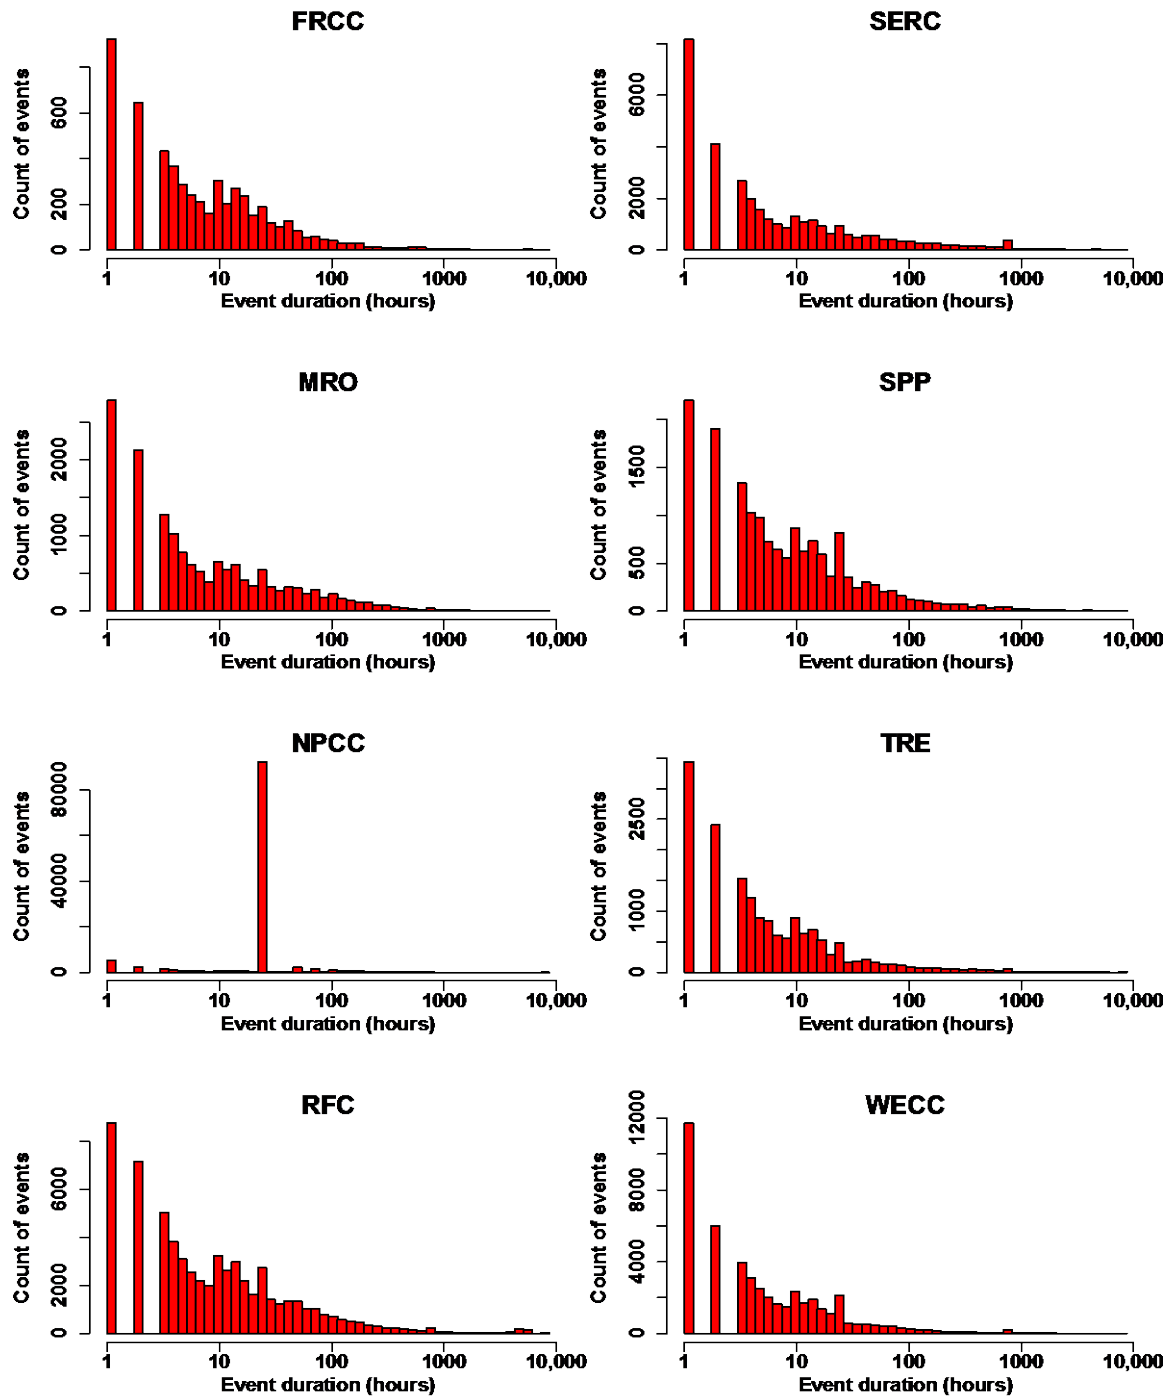 FRCC
Count of events
600
200
0
1 10 100 1000 10,000
Event duration (hours)
SERC
Count of events
6000
2000
0
1 10 100 1000 10,000
Event duration (hours)
MRO
Count of events
2000
1000
0
1 10 100 1000 10,000
Event duration (hours)
SPP
Count of events
1500
500
0
1 10 100 1000 10,000
Event duration (hours)
NPCC
Count of events
80000
40000
0
1 10 100 1000 10,000
Event duration (hours)
TRE
Count of events
2500
1000
0
1 10 100 1000 10,000
Event duration (hours)
RFC
Count of events
6000
2000
0
1 10 100 1000 10,000
Event duration (hours)
WECC
Count of events
12000
8000
4000
0
1 10 100 1000 10,000
Event duration (hours)